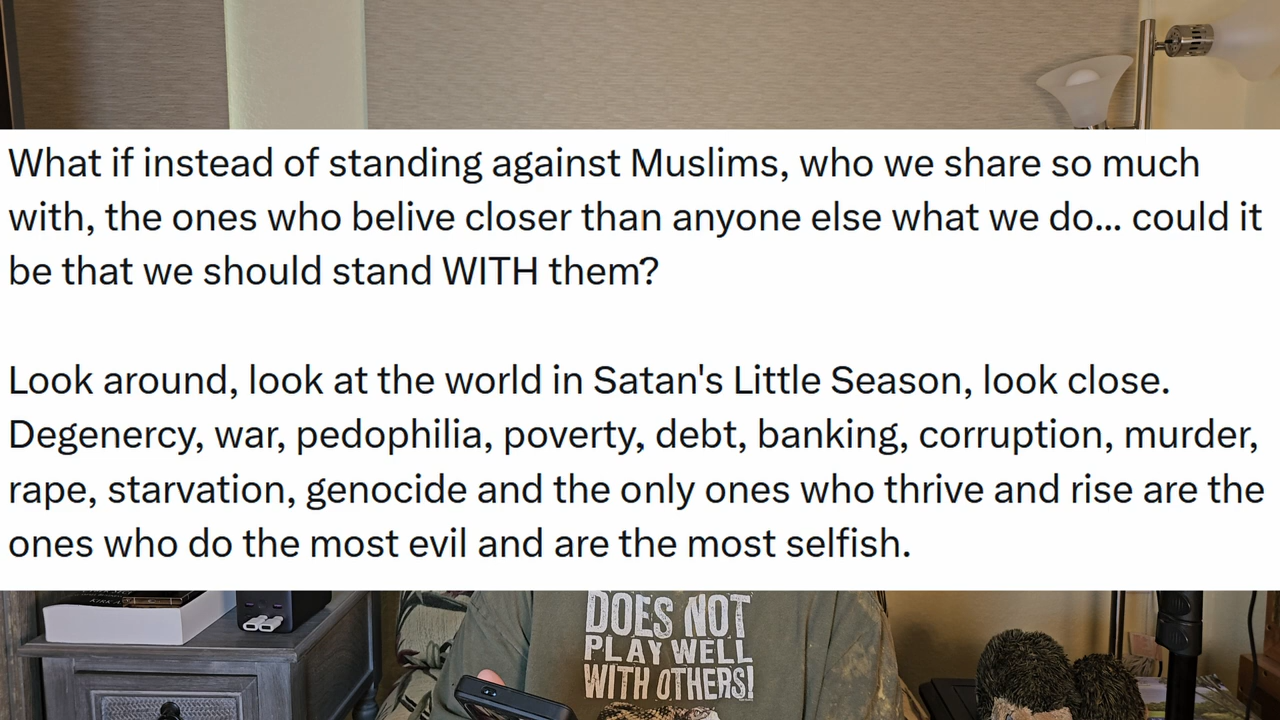 What if instead of standing against Muslims, who we share so much
with, the ones who belive closer than anyone else what we do... could it
be that we should stand WITH them?
Look around, look at the world in Satan's Little Season, look close.
Degenercy, war, pedophilia, poverty, debt, banking, corruption, murder,
rape, starvation, genocide and the only ones who thrive and rise are the
ones who do the most evil and are the most selfish.
DOES NOT
PLAY WELL
WITH OTHERS!